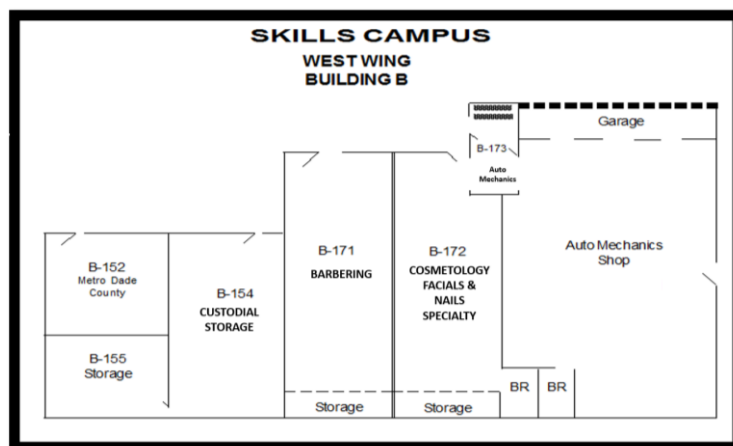 SKILLS CAMPUS
WEST WING
BUILDING B
Garage
B-173
Auto
Mechanics
B-152
Metro Dade
County
B-154
CUSTODIAL
STORAGE
B-171
BARBERING
B-172
COSMETOLOGY
FACIALS &
NAILS
SPECIALTY
Auto Mechanics
Shop
B-155
Storage
Storage
Storage
BR
BR